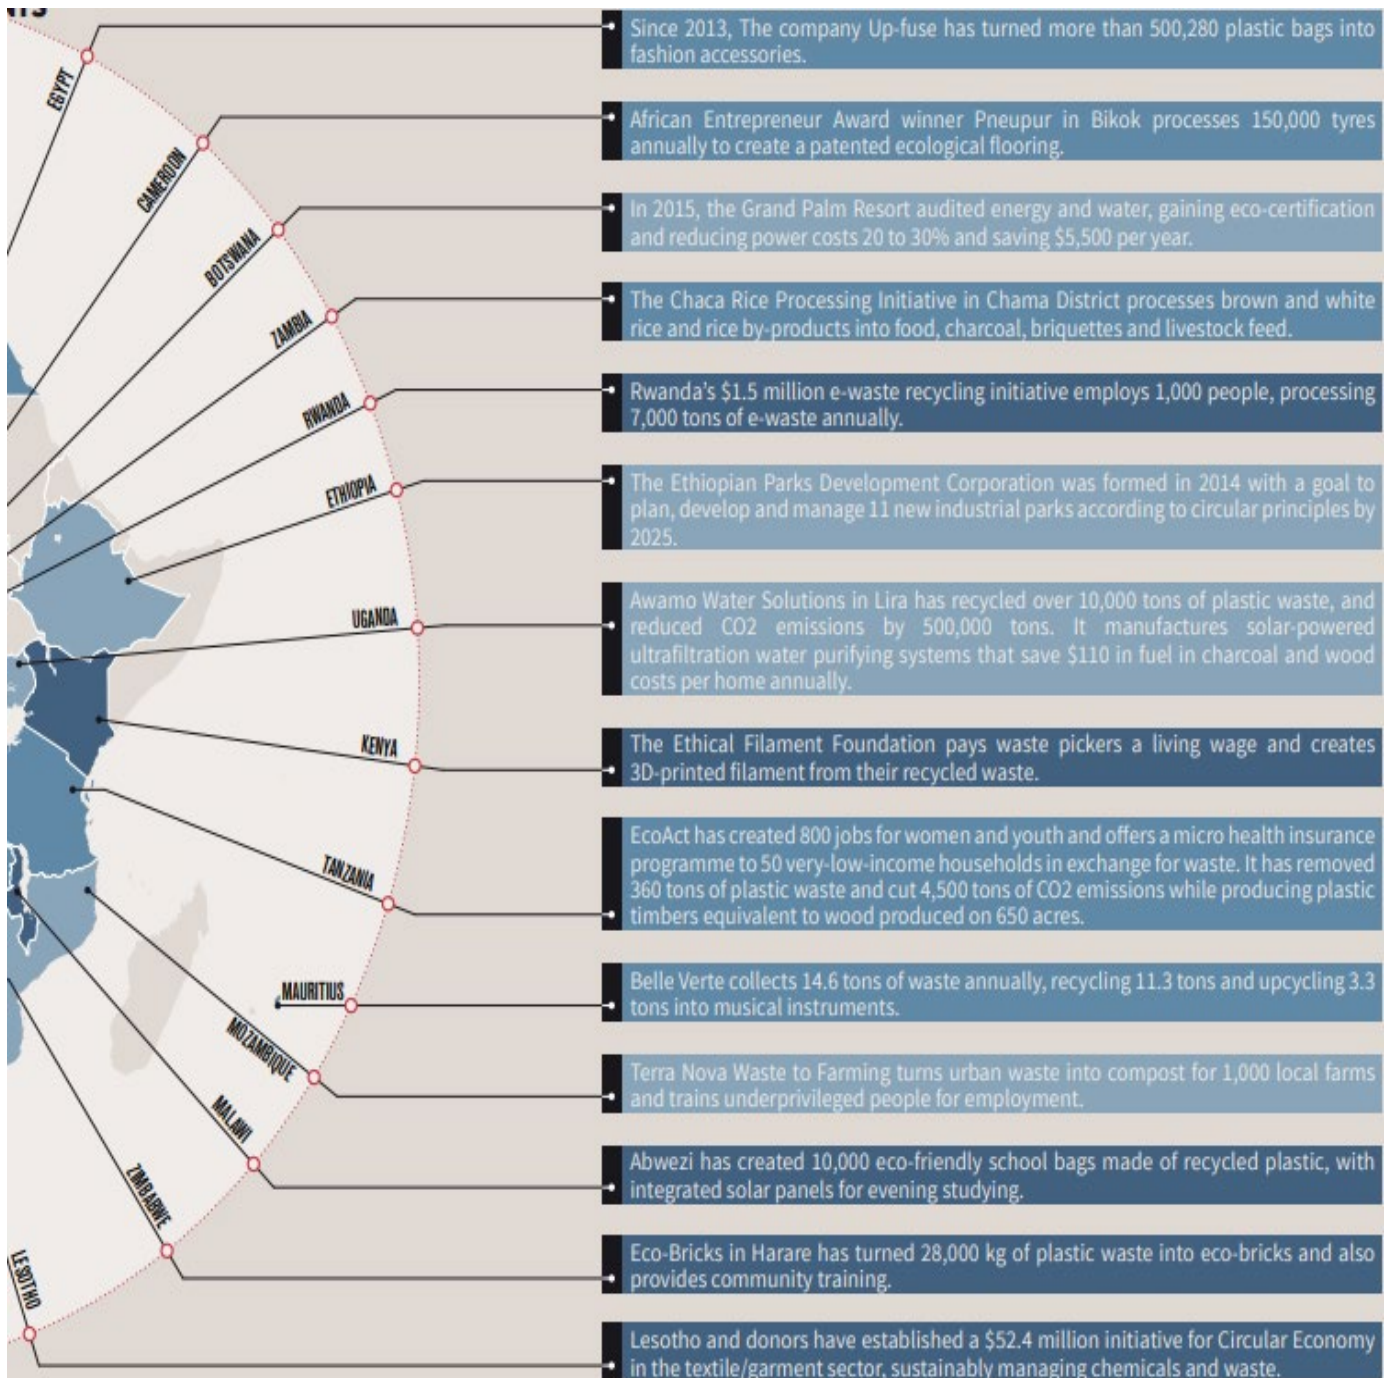 EGYPT
Since 2013, The company Up-fuse has turned more than 500,280 plastic bags into
fashion accessories.
CAMEROON
African Entrepreneur Award winner Pneupur in Bikok processes 150,000 tyres
annually to create a patented ecological flooring.
BOTSWANA
In 2015, the Grand Palm Resort audited energy and water, gaining eco-certification
and reducing power costs 20 to 30% and saving $5,500 per year.
ZAMBIA
The Chaca Rice Processing Initiative in Chama District processes brown and white
rice and rice by-products into food, charcoal, briquettes and livestock feed.
RWANDA
Rwanda's $1.5 million e-waste recycling initiative employs 1,000 people, processing
7,000 tons of e-waste annually.
ETHIOPIA
The Ethiopian Parks Development Corporation was formed in 2014 with a goal to
plan, develop and manage 11 new industrial parks according to circular principles by
2025.
UGANDA
Awamo Water Solutions in Lira has recycled over 10,000 tons of plastic waste, and
reduced CO2 emissions by 500,000 tons. It manufactures solar-powered
ultrafiltration water purifying systems that save $110 in fuel in charcoal and wood
costs per home annually.
KENYA
The Ethical Filament Foundation pays waste pickers a living wage and creates
3D-printed filament from their recycled waste.
TANZANIA
EcoAct has created 800 jobs for women and youth and offers a micro health insurance
programme to 50 very-low-income households in exchange for waste. It has removed
360 tons of plastic waste and cut 4,500 tons of CO2 emissions while producing plastic
timbers equivalent to wood produced on 650 acres.
MAURITIUS
Belle Verte collects 14.6 tons of waste annually, recycling 11.3 tons and upcycling 3.3
tons into musical instruments.
MOZAMBIQUE
Terra Nova Waste to Farming turns urban waste into compost for 1,000 local farms
and trains underprivileged people for employment.
MALAWI
Abwezi has created 10,000 eco-friendly school bags made of recycled plastic, with
integrated solar panels for evening studying.
ZIMBABWE
Eco-Bricks in Harare has turned 28,000 kg of plastic waste into eco-bricks and also
provides community training.
LESOTHO
Lesotho and donors have established a $52.4 million initiative for Circular Economy
in the textile/garment sector, sustainably managing chemicals and waste.